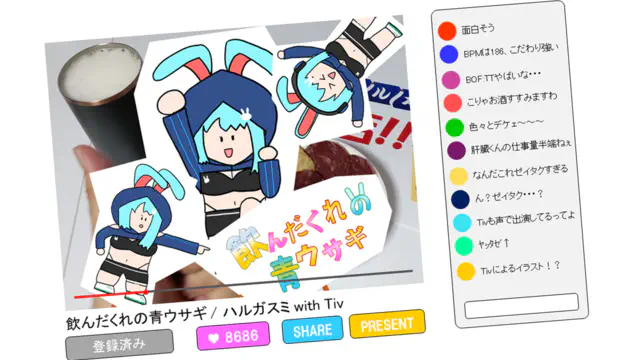 飲んだくれの
青ウサギ
飲んだくれの青ウサギ / ハルガスミ with Tiv
登録済み
♥ 8686
SHARE
PRESENT
面白そう
BPMは186、こだわり強い
BOF TTやばいな・・・
こりゃお酒すすみますわ
色々とデケェ～～～
肝臓くんの仕事量半端ねぇ
なんだこれゼイタクすぎる
ん？ゼイタク・・・？
Tivも声で出演してるってよ
ヤッタゼ↑
Tivによるイラスト！？